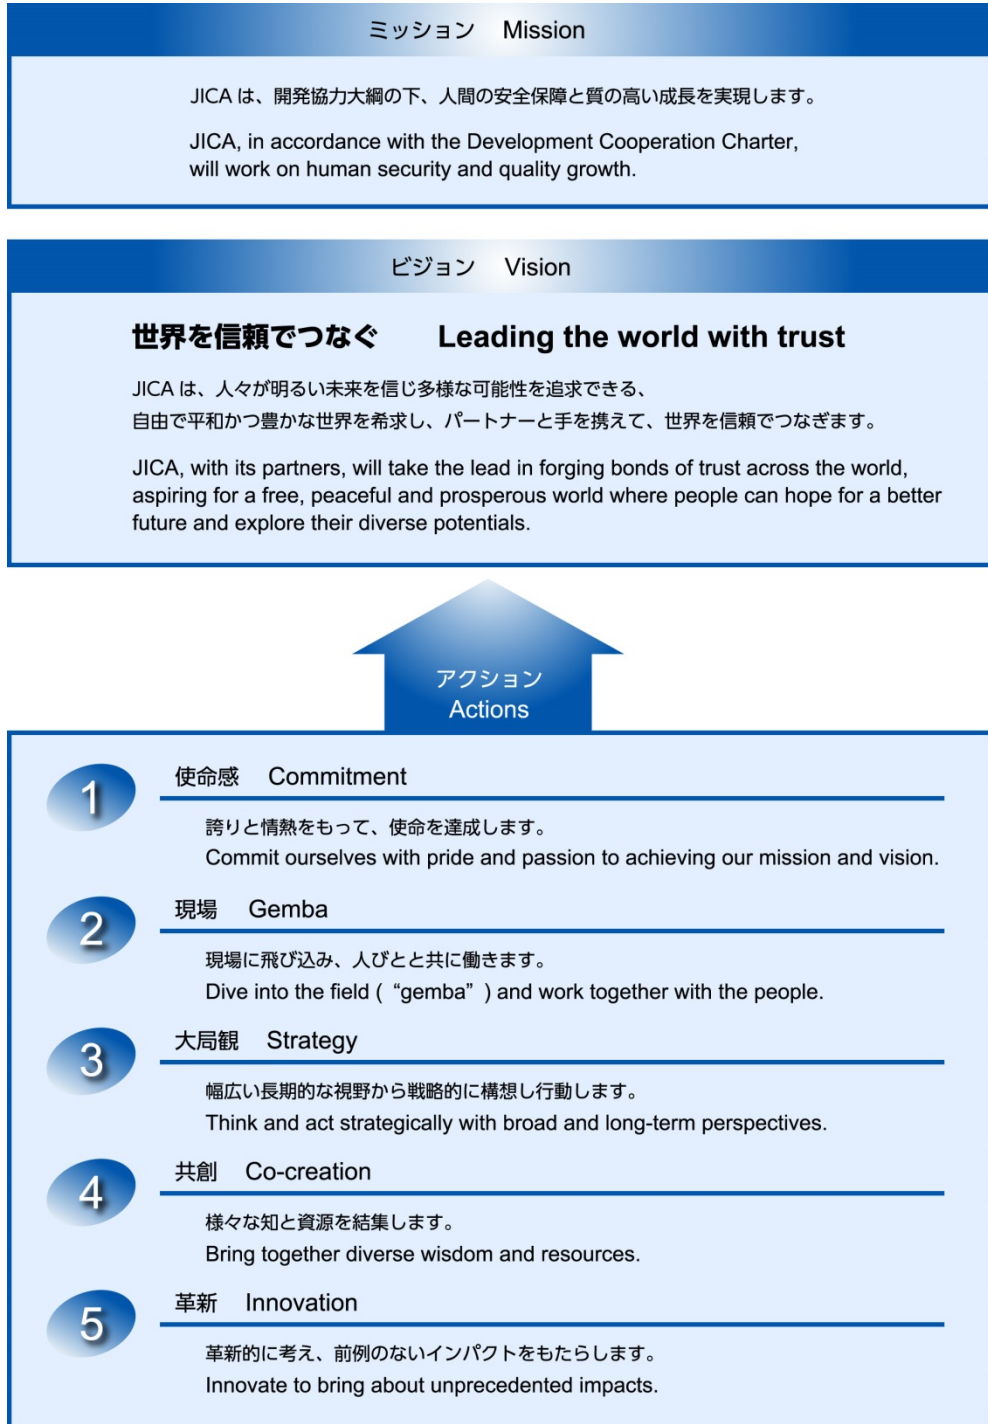 ミッション Mission
JICA は、開発協力大綱の下、人間の安全保障と質の高い成長を実現します。
JICA, in accordance with the Development Cooperation Charter,
will work on human security and quality growth.
ビジョン Vision
世界を信頼でつなぐ Leading the world with trust
JICA は、人々が明るい未来を信じ多様な可能性を追求できる、
自由で平和かつ豊かな世界を希求し、パートナーと手を携えて、世界を信頼でつなぎます。
JICA, with its partners, will take the lead in forging bonds of trust across the world,
aspiring for a free, peaceful and prosperous world where people can hope for a better
future and explore their diverse potentials.
アクション
Actions
1 使命感 Commitment
誇りと情熱をもって、使命を達成します。
Commit ourselves with pride and passion to achieving our mission and vision.
2 現場 Gemba
現場に飛び込み、人びとと共に働きます。
Dive into the field ( “gemba” ) and work together with the people.
3 大局観 Strategy
幅広い長期的な視野から戦略的に構想し行動します。
Think and act strategically with broad and long-term perspectives.
4 共創 Co-creation
様々な知と資源を結集します。
Bring together diverse wisdom and resources.
5 革新 Innovation
革新的に考え、前例のないインパクトをもたらします。
Innovate to bring about unprecedented impacts.